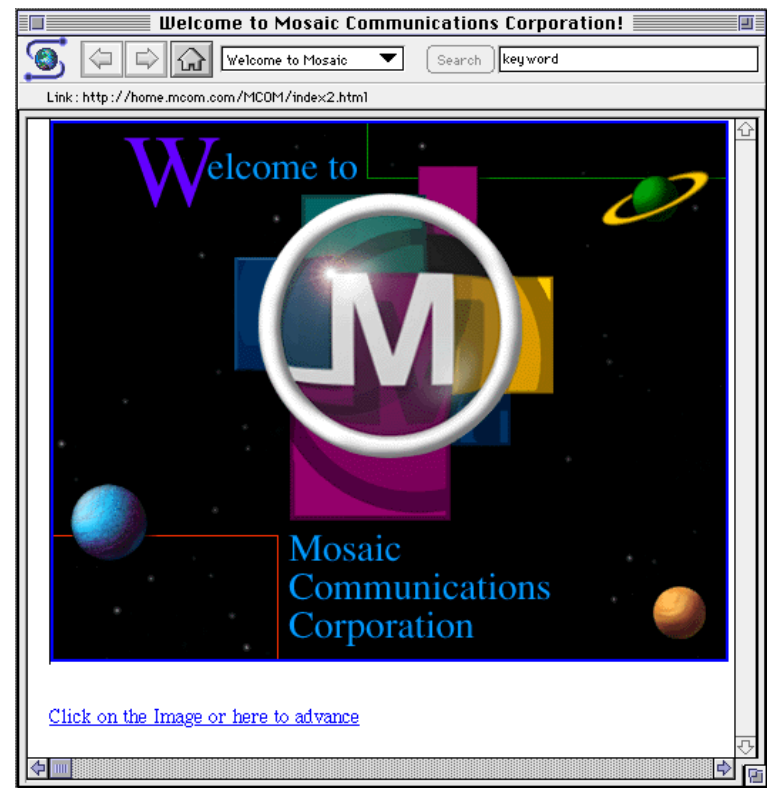 Welcome to Mosaic Communications Corporation!
Welcome to Mosaic
Search
keyword
Link : http://home.mcom.com/MCOM/index2.html
Welcome to
M
Mosaic
Communications
Corporation
Click on the Image or here to advance